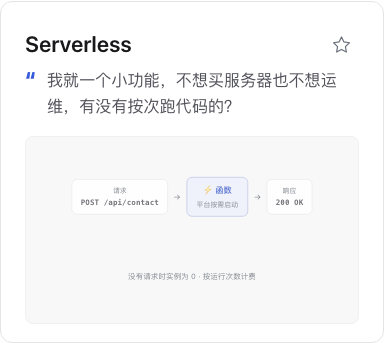 Serverless
“ 我就一个小功能，不想买服务器也不想运
维，有没有按次跑代码的？
请求
POST /api/contact
→
⚡ 函数
平台按需启动
→
响应
200 OK
没有请求时实例为 0 · 按运行次数计费